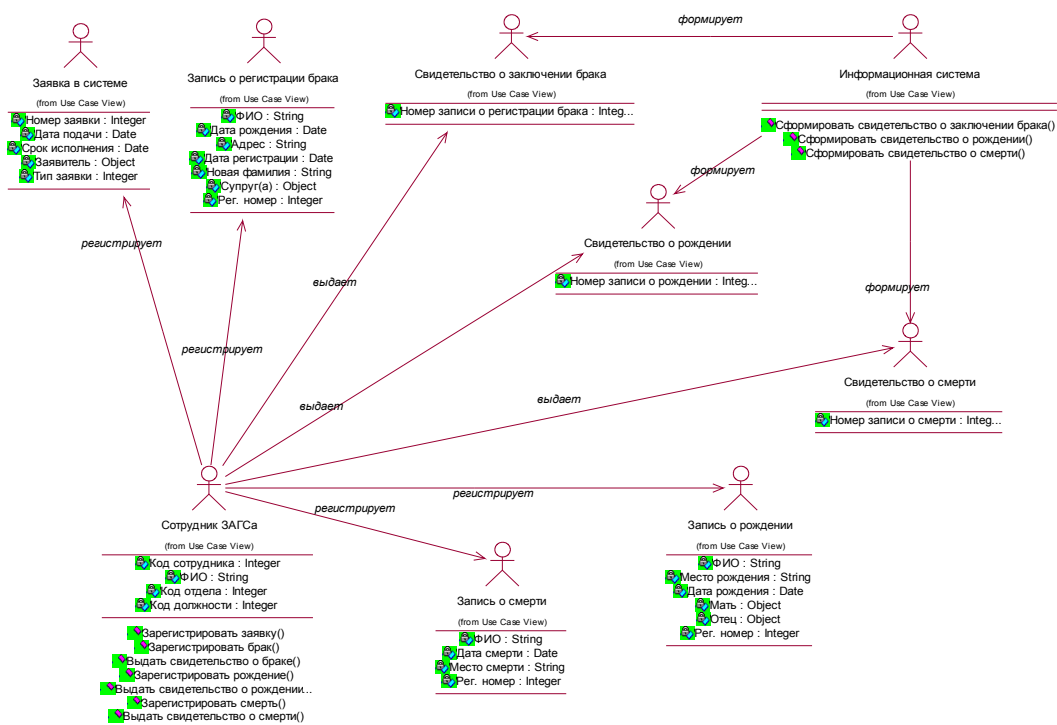 формирует
Заявка в системе
(from Use Case View)
Номер заявки : Integer
Дата подачи : Date
Срок исполнения : Date
Заявитель : Object
Тип заявки : Integer
Запись о регистрации брака
(from Use Case View)
ФИО : String
Дата рождения : Date
Адрес : String
Дата регистрации : Date
Новая фамилия : String
Супруг(а) : Object
Рег. номер : Integer
Свидетельство о заключении брака
(from Use Case View)
Номер записи о регистрации брака : Integ...
Информационная система
(from Use Case View)
Сформировать свидетельство о заключении брака()
Сформировать свидетельство о рождении()
Сформировать свидетельство о смерти()
формирует
регистрирует
Свидетельство о рождении
(from Use Case View)
Номер записи о рождении : Integ...
выдает
формирует
регистрирует
Свидетельство о смерти
(from Use Case View)
Номер записи о смерти : Integ...
выдает
выдает
регистрирует
регистрирует
Сотрудник ЗАГСа
(from Use Case View)
Код сотрудника : Integer
ФИО : String
Код отдела : Integer
Код должности : Integer
Зарегистрировать заявку()
Зарегистрировать брак()
Выдать свидетельство о браке()
Зарегистрировать рождение()
Выдать свидетельство о рождении...
Зарегистрировать смерть()
Выдать свидетельство о смерти()
Запись о смерти
(from Use Case View)
ФИО : String
Дата смерти : Date
Место смерти : String
Рег. номер : Integer
Запись о рождении
(from Use Case View)
ФИО : String
Место рождения : String
Дата рождения : Date
Мать : Object
Отец : Object
Рег. номер : Integer